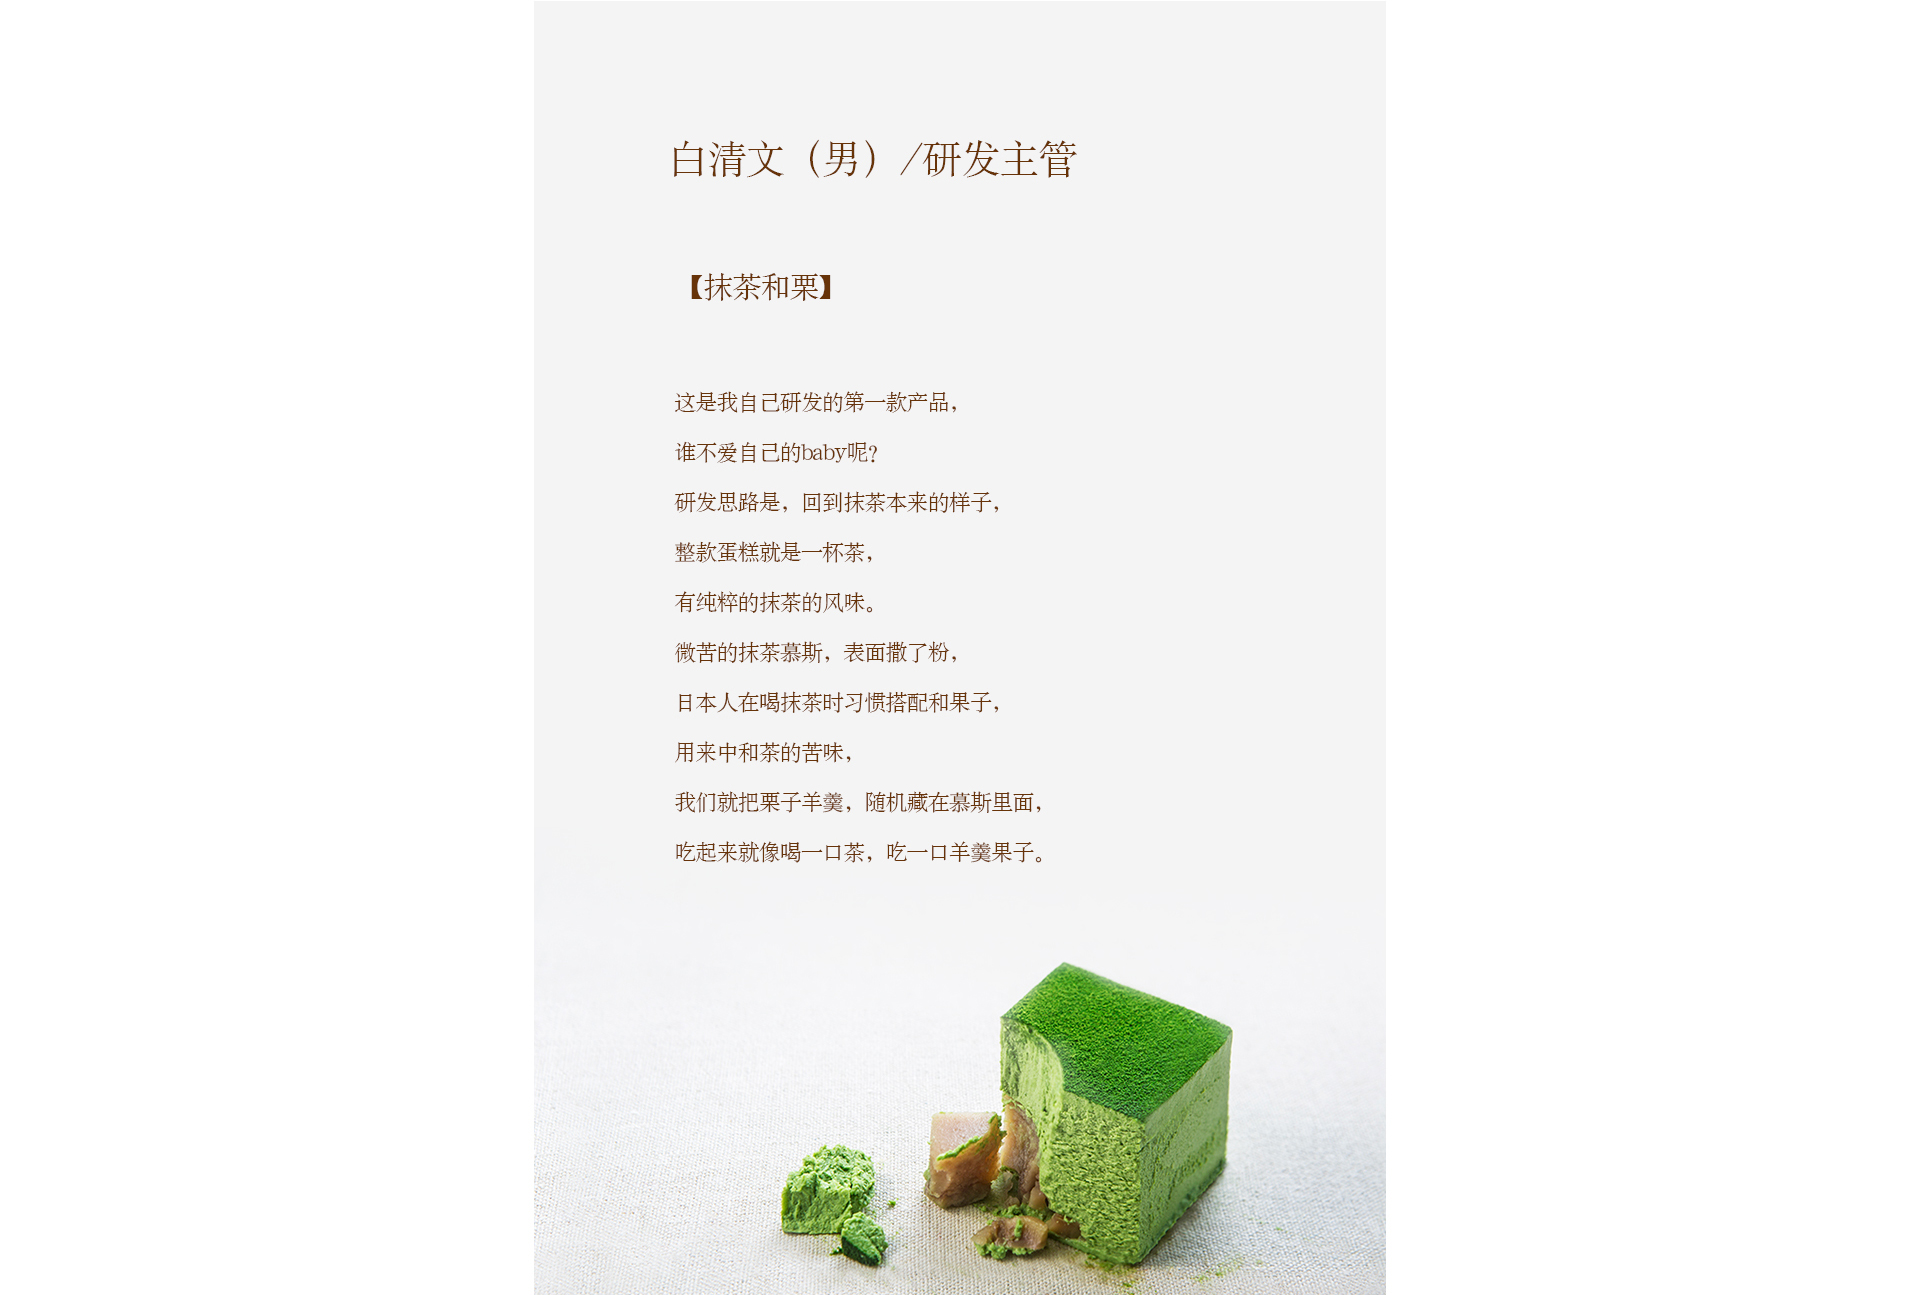 白清文（男）/研发主管
【抹茶和栗】
这是我自己研发的第一款产品，
谁不爱自己的baby呢？
研发思路是，回到抹茶本来的样子，
整款蛋糕就是一杯茶，
有纯粹的抹茶的风味。
微苦的抹茶慕斯，表面撒了粉，
日本人在喝抹茶时习惯搭配和果子，
用来中和茶的苦味，
我们就把栗子羊羹，随机藏在慕斯里面，
吃起来就像喝一口茶，吃一口羊羹果子。